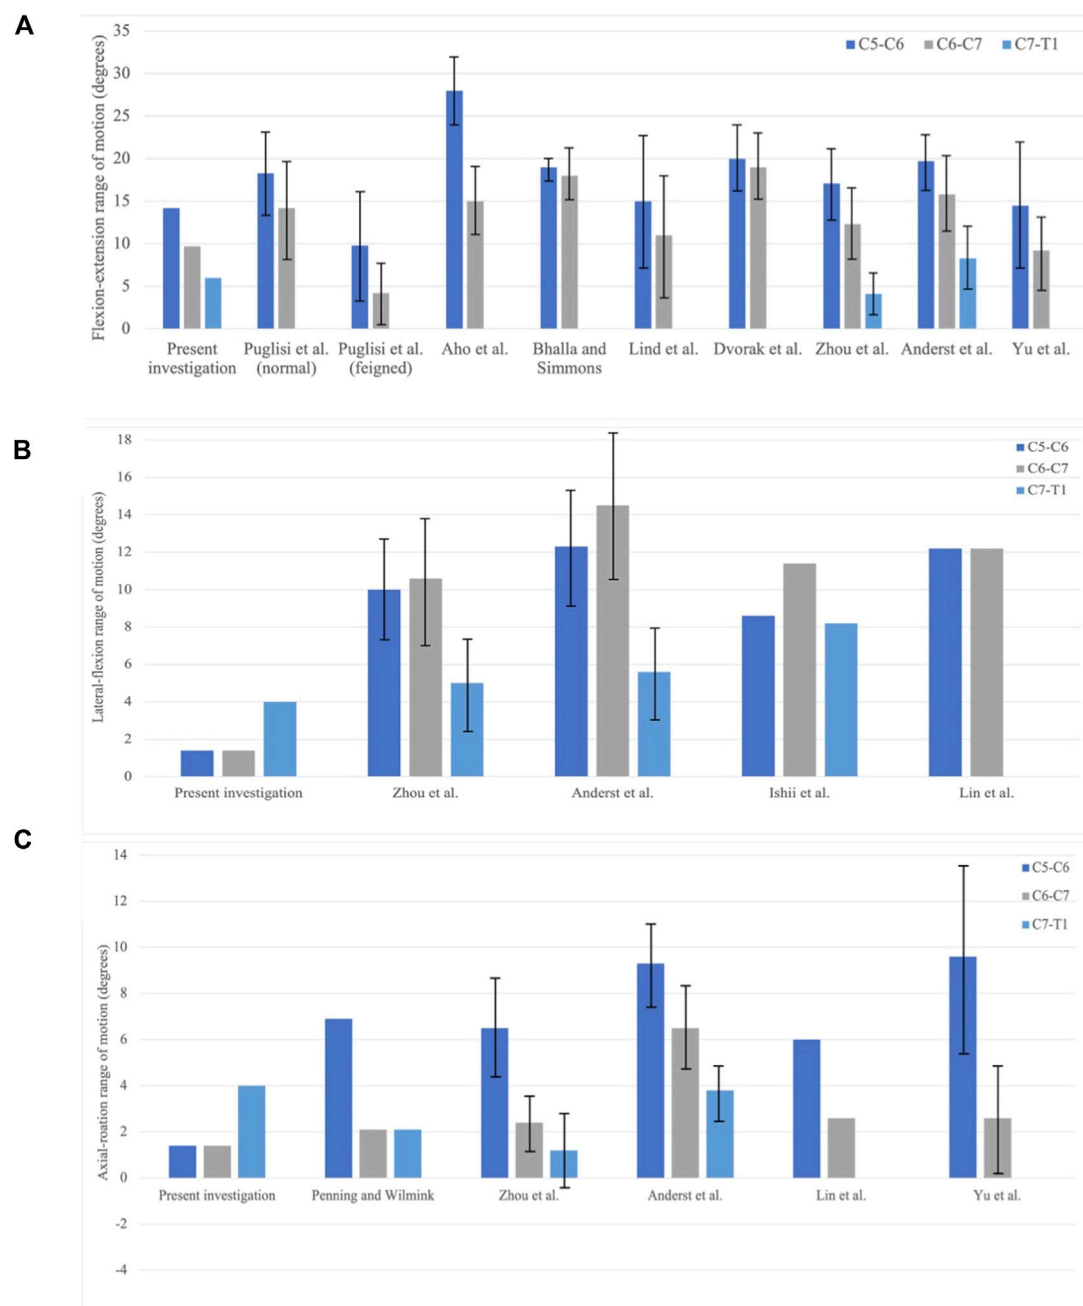 A
Flexion-extension range of motion (degrees)
35
30
25
20
15
10
5
0
C5-C6 C6-C7 C7-T1
Present investigation
Puglisi et al. (normal)
Puglisi et al. (feigned)
Aho et al.
Bhalla and Simmons
Lind et al.
Dvorak et al.
Zhou et al.
Anderst et al.
Yu et al.
B
Lateral-flexion range of motion (degrees)
18
16
14
12
10
8
6
4
2
0
C5-C6
C6-C7
C7-T1
Present investigation
Zhou et al.
Anderst et al.
Ishii et al.
Lin et al.
C
Axial-roation range of motion (degrees)
14
12
10
8
6
4
2
0
-2
-4
C5-C6
C6-C7
C7-T1
Present investigation
Penning and Wilmink
Zhou et al.
Anderst et al.
Lin et al.
Yu et al.